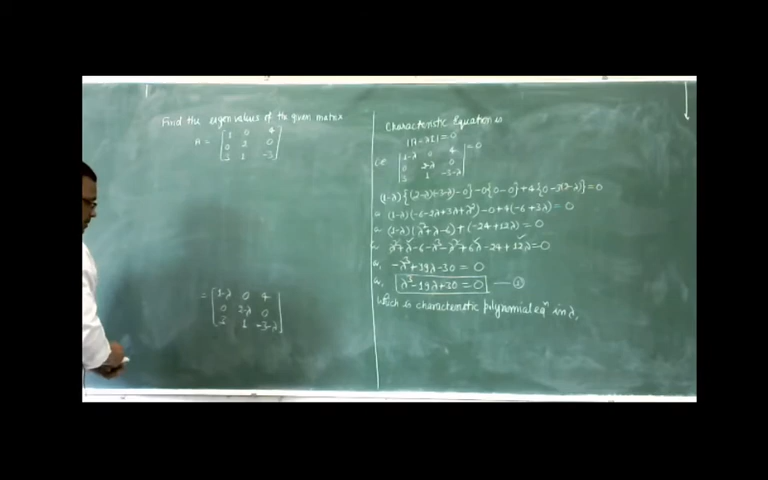 Find the eigen values of the given matrix
A = [1 0 4
0 2 0
3 1 -3]
= [1-λ 0 4
0 2-λ 0
3 1 -3-λ]
Characteristic Equation is
|A-λI| = 0
|1-λ 0 4| = 0
0 2-λ 0
3 1 -3-λ
(1-λ){(2-λ)(-3-λ)-0}-0{0-0}+4{0-3(2-λ)}=0
(1-λ)(-6-2λ+3λ+λ²)-0+4(-6+3λ)=0
(1-λ)(λ²+λ-6)+(-24+12λ)=0
λ²+λ-6-λ³-λ²+6λ-24+12λ=0
-λ³+19λ-30=0
λ³-19λ+30=0
Which is characteristic polynomial eqⁿ in λ,